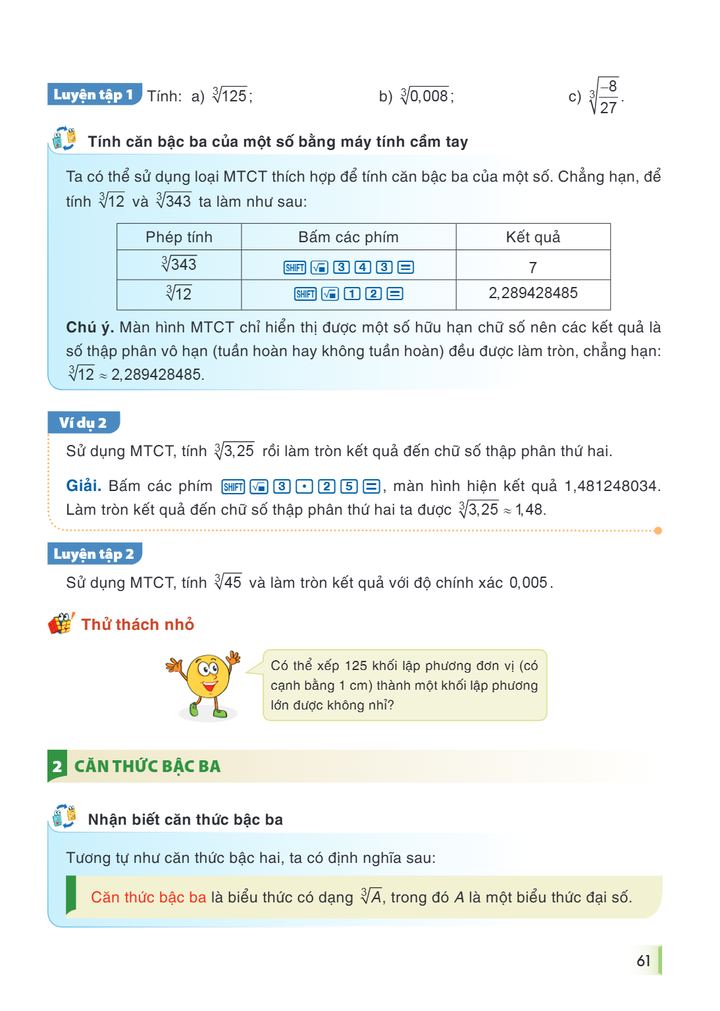 Luyện tập 1 Tính: a) ∛125; b) ∛0,008; c) ∛(−8/27).
Tính căn bậc ba của một số bằng máy tính cầm tay
Ta có thể sử dụng loại MTCT thích hợp để tính căn bậc ba của một số. Chẳng hạn, để
tính ∛12 và ∛343 ta làm như sau:
Phép tính Bấm các phím Kết quả
∛343 SHIFT √■ 3 4 3 = 7
∛12 SHIFT √■ 1 2 = 2,289428485
Chú ý. Màn hình MTCT chỉ hiển thị được một số hữu hạn chữ số nên các kết quả là
số thập phân vô hạn (tuần hoàn hay không tuần hoàn) đều được làm tròn, chẳng hạn:
∛12 ≈ 2,289428485.
Ví dụ 2
Sử dụng MTCT, tính ∛3,25 rồi làm tròn kết quả đến chữ số thập phân thứ hai.
Giải. Bấm các phím SHIFT √■ 3 • 2 5 =, màn hình hiện kết quả 1,481248034.
Làm tròn kết quả đến chữ số thập phân thứ hai ta được ∛3,25 ≈ 1,48.
Luyện tập 2
Sử dụng MTCT, tính ∛45 và làm tròn kết quả với độ chính xác 0,005.
Thử thách nhỏ
Có thể xếp 125 khối lập phương đơn vị (có
cạnh bằng 1 cm) thành một khối lập phương
lớn được không nhỉ?
2 CĂN THỨC BẬC BA
Nhận biết căn thức bậc ba
Tương tự như căn thức bậc hai, ta có định nghĩa sau:
Căn thức bậc ba là biểu thức có dạng ∛A, trong đó A là một biểu thức đại số.
61